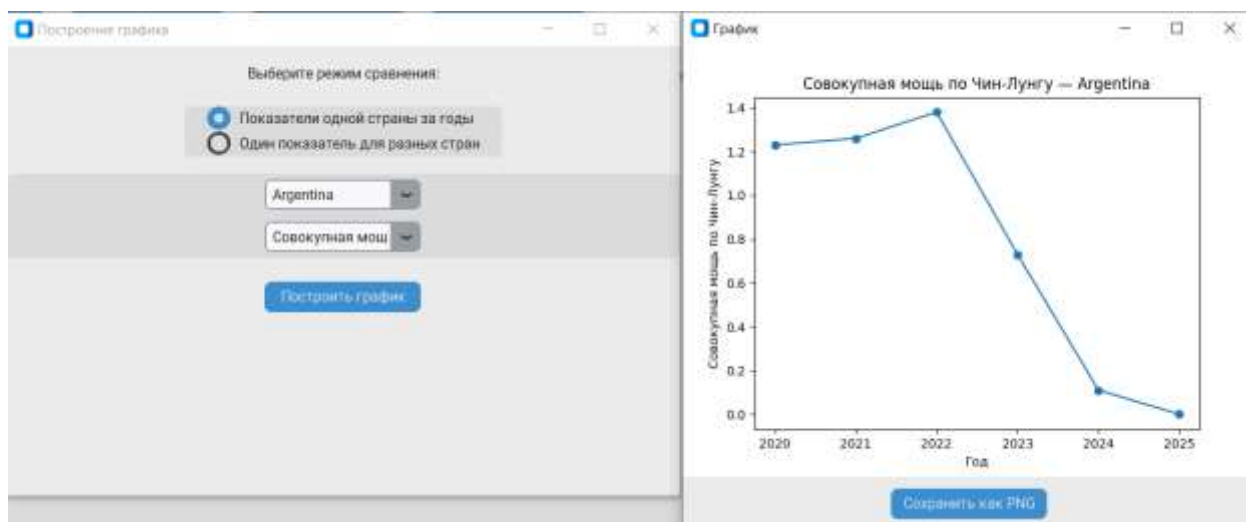 Построение графика
Выберите режим сравнения:
Показатели одной страны за годы
Один показатель для разных стран
Argentina
Совокупная мощ
Построить график
График
Совокупная мощь по Чин-Лунгу — Argentina
Совокупная мощь по Чин-Лунгу
1.4
1.2
1.0
0.8
0.6
0.4
0.2
0.0
2020 2021 2022 2023 2024 2025
Год
Сохранить как PNG